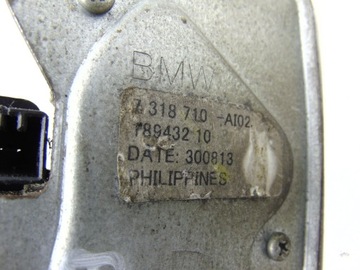 BMW
7 318 710 -AI02
789432 10
DATE: 300813
PHILIPPINES